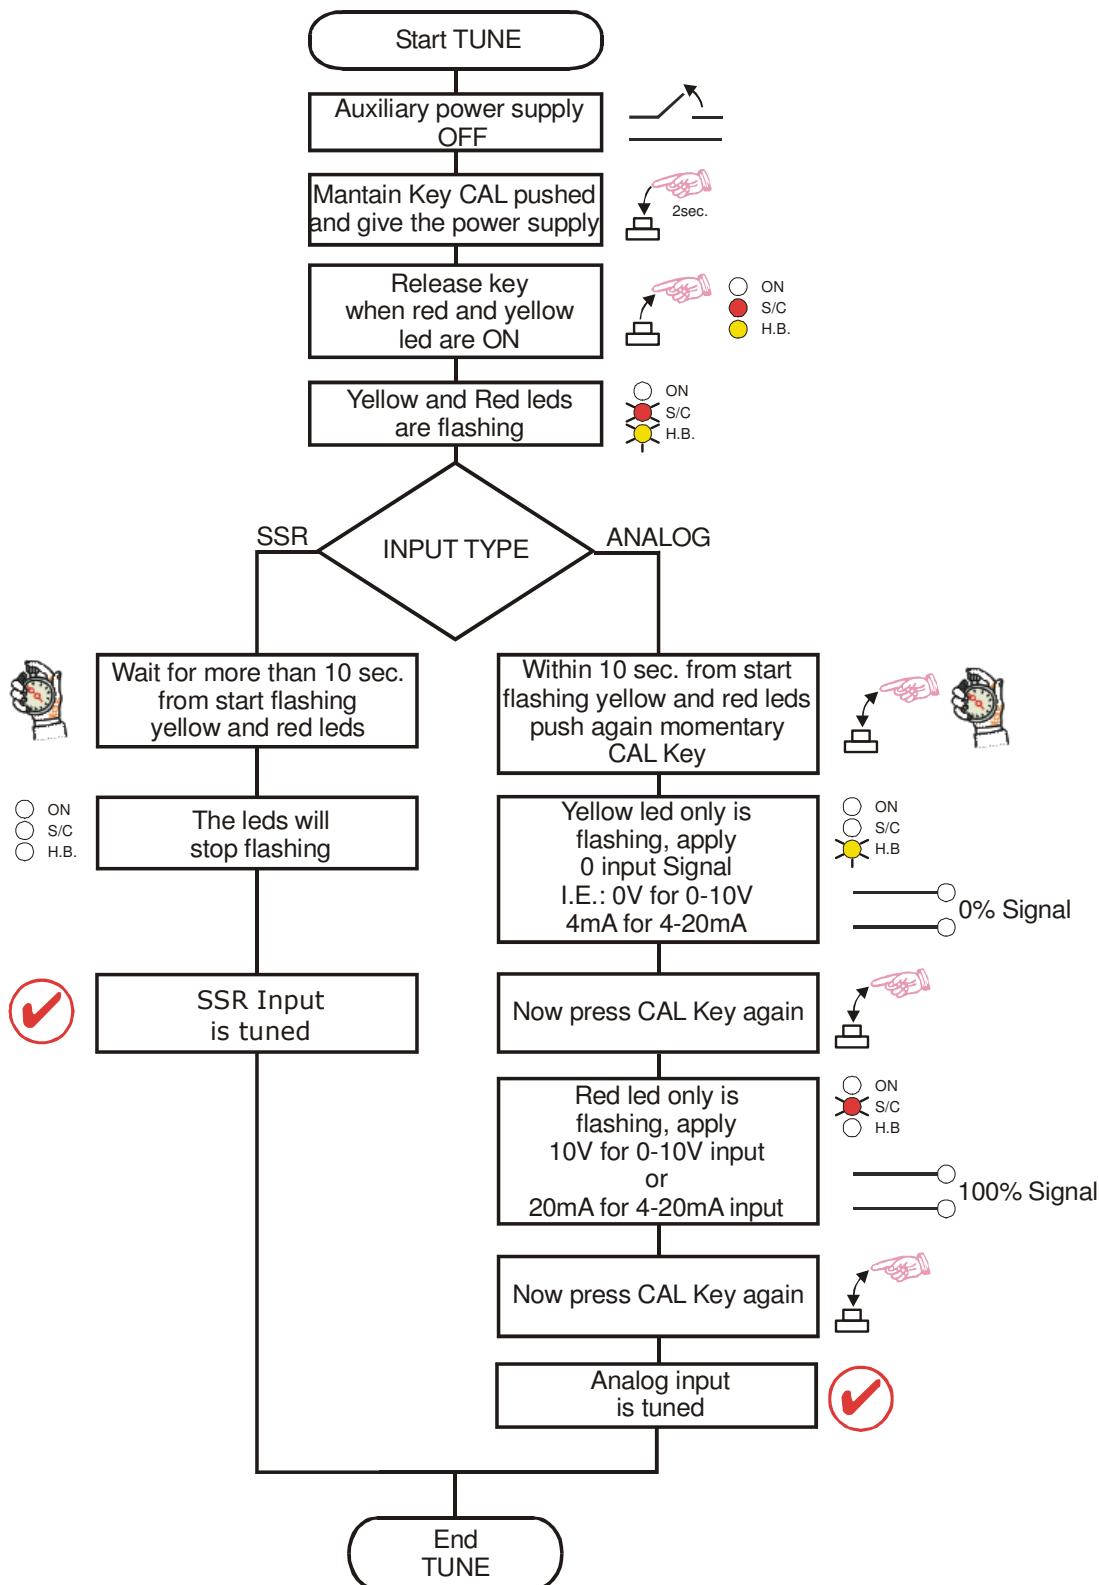 Start TUNE
Auxiliary power supply
OFF
Mantain Key CAL pushed
and give the power supply
2sec.
Release key
when red and yellow
led are ON
ON
S/C
H.B.
Yellow and Red leds
are flashing
ON
S/C
H.B.
SSR
INPUT TYPE
ANALOG
Wait for more than 10 sec.
from start flashing
yellow and red leds
ON
S/C
H.B.
The leds will
stop flashing
SSR Input
is tuned
Within 10 sec. from start
flashing yellow and red leds
push again momentary
CAL Key
Yellow led only is
flashing, apply
0 input Signal
I.E.: 0V for 0-10V
4mA for 4-20mA
ON
S/C
H.B
0% Signal
Now press CAL Key again
Red led only is
flashing, apply
10V for 0-10V input
or
20mA for 4-20mA input
ON
S/C
H.B
100% Signal
Now press CAL Key again
Analog input
is tuned
End
TUNE